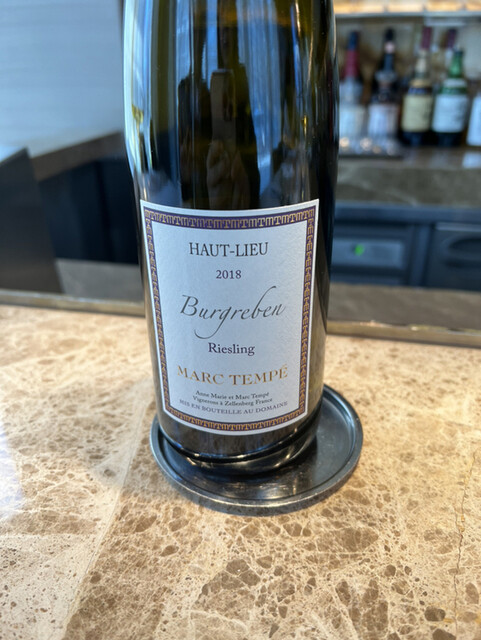 HAUT-LIEU
2018
Burgreben
Riesling
MARC TEMPÉ
Anne Marie et Marc Tempé
Vignerons à Zellenberg France
MIS EN BOUTEILLE AU DOMAINE